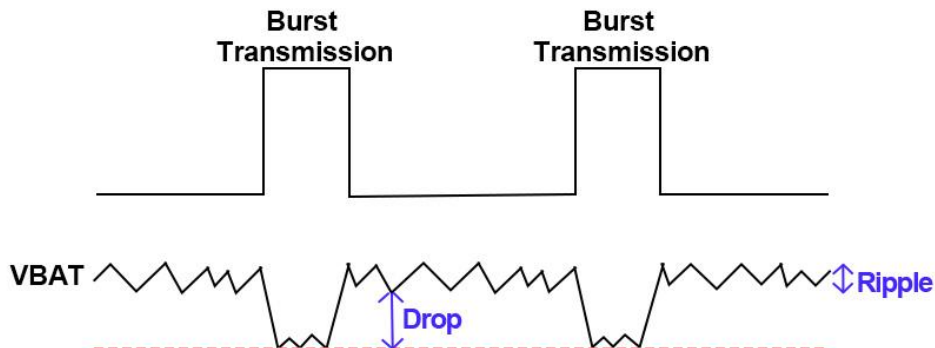 Burst
Transmission
Burst
Transmission
VBAT
Drop
Ripple